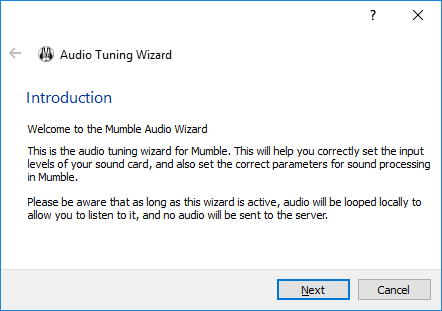 Audio Tuning Wizard
Introduction
Welcome to the Mumble Audio Wizard
This is the audio tuning wizard for Mumble. This will help you correctly set the input
levels of your sound card, and also set the correct parameters for sound processing
in Mumble.
Please be aware that as long as this wizard is active, audio will be looped locally to
allow you to listen to it, and no audio will be sent to the server.
Next
Cancel